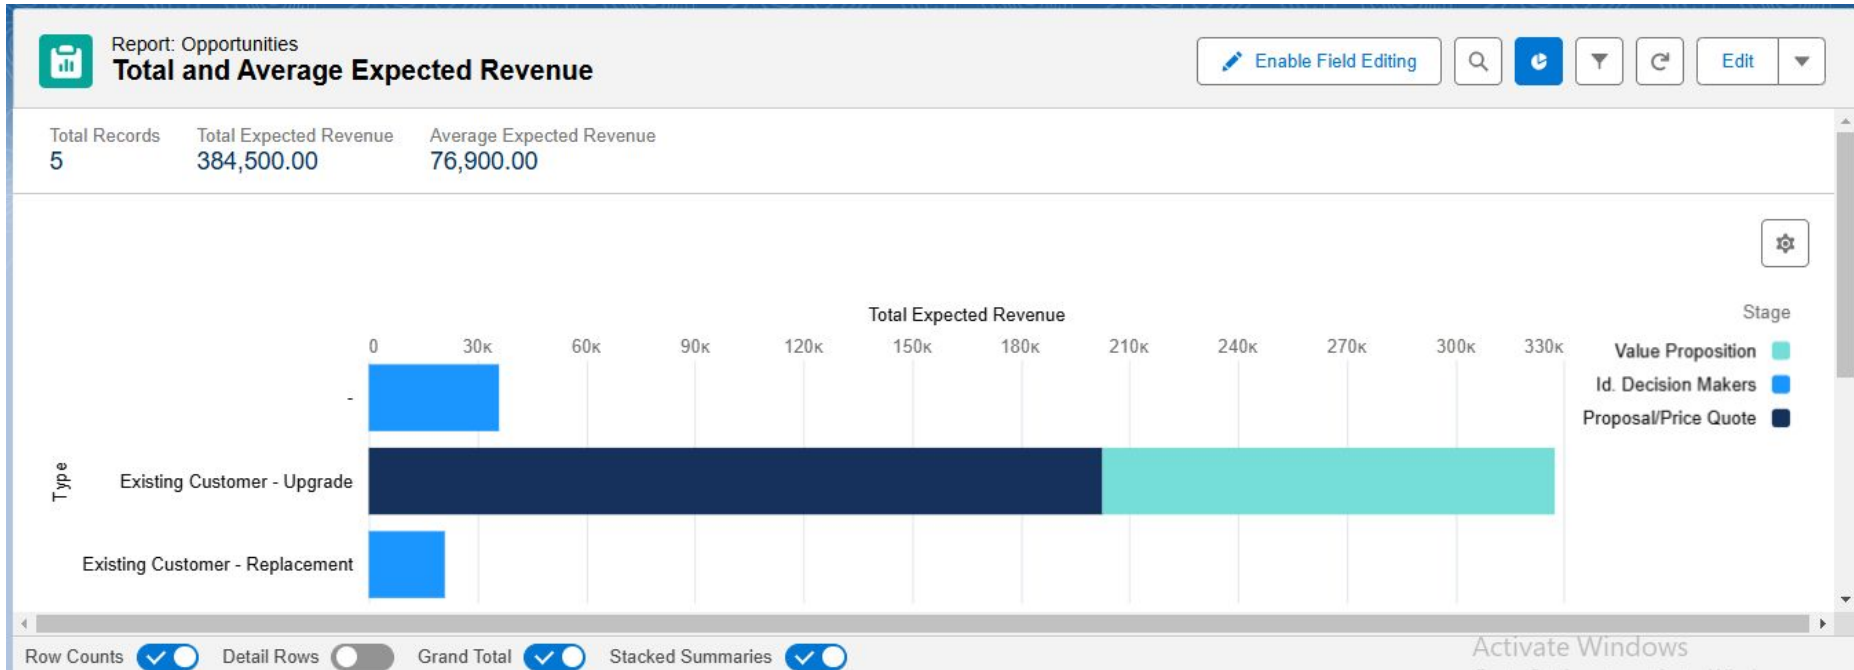 Report: Opportunities
Total and Average Expected Revenue
Enable Field Editing
Edit
Total Records
5
Total Expected Revenue
384,500.00
Average Expected Revenue
76,900.00
Total Expected Revenue
0 30K 60K 90K 120K 150K 180K 210K 240K 270K 300K 330K
Stage
Value Proposition
Id. Decision Makers
Proposal/Price Quote
Type
-
Existing Customer - Upgrade
Existing Customer - Replacement
Row Counts
Detail Rows
Grand Total
Stacked Summaries
Activate Windows